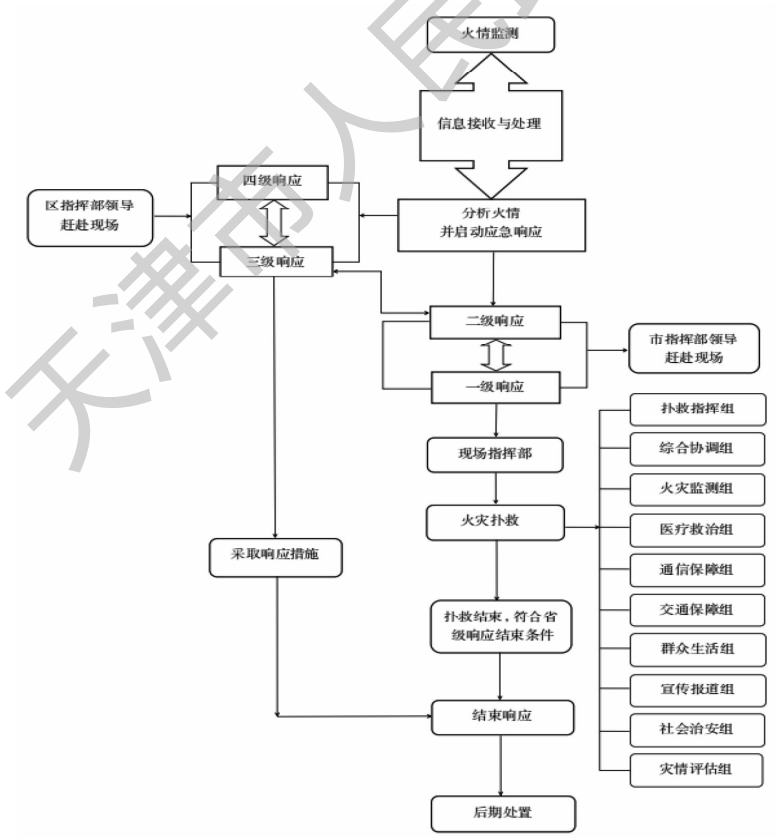 火情监测
信息接收与处理
四级响应
区指挥部领导
赶赴现场
分析火情
并启动应急响应
三级响应
二级响应
市指挥部领导
赶赴现场
一级响应
扑救指挥组
现场指挥部
综合协调组
火灾监测组
火灾扑救
医疗救治组
采取响应措施
通信保障组
交通保障组
扑救结束，符合省
级响应结束条件
群众生活组
宣传报道组
结束响应
社会治安组
灾情评估组
后期处置
天津市人民